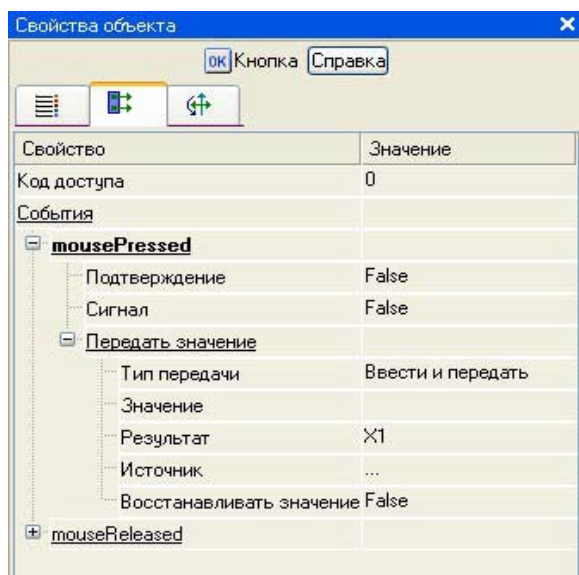 Свойства объекта
ОК Кнопка Справка
Свойство Значение
Код доступа 0
События
mousePressed
Подтверждение False
Сигнал False
Передать значение
Тип передачи Ввести и передать
Значение
Результат X1
Источник ...
Восстанавливать значение False
mouseReleased